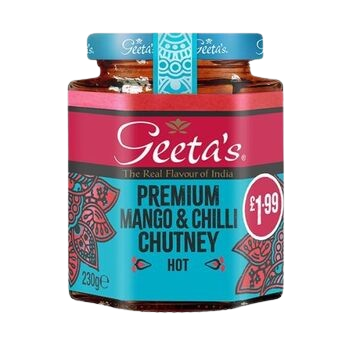 Geeta's
Geeta's.
Geeta's®
The Real Flavour of India
PREMIUM
MANGO & CHILLI
CHUTNEY
HOT
£1.99
230g℮